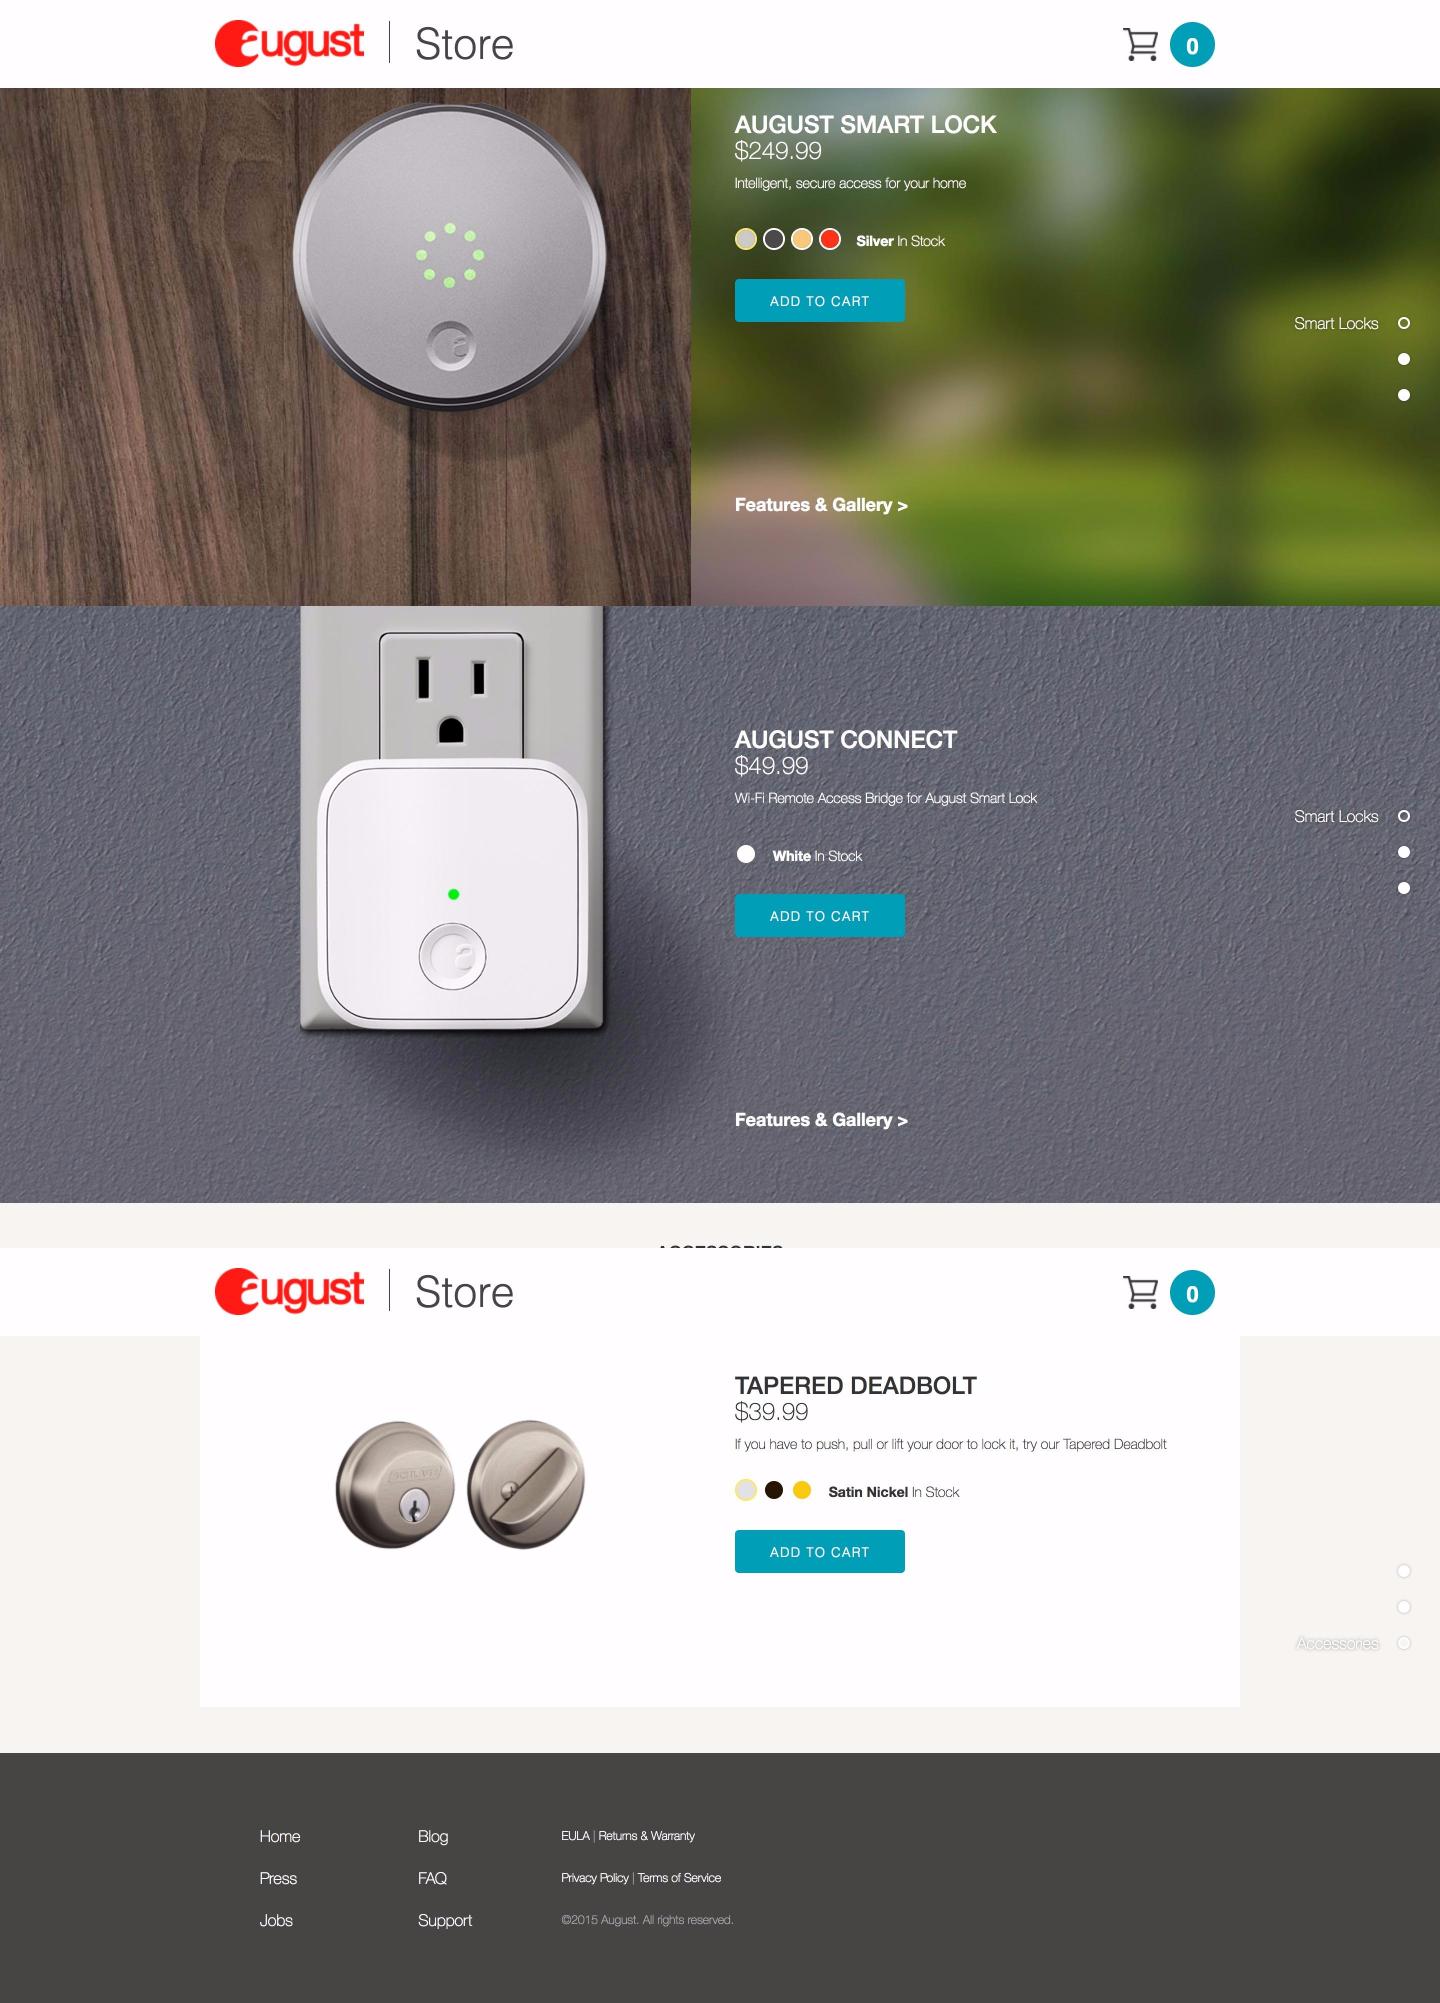 august | Store
0
AUGUST SMART LOCK
$249.99
Intelligent, secure access for your home
Silver In Stock
ADD TO CART
Smart Locks
Features & Gallery >
AUGUST CONNECT
$49.99
Wi-Fi Remote Access Bridge for August Smart Lock
Smart Locks
White In Stock
ADD TO CART
Features & Gallery >
ACCESSORIES
august | Store
0
TAPERED DEADBOLT
$39.99
If you have to push, pull or lift your door to lock it, try our Tapered Deadbolt
Satin Nickel In Stock
ADD TO CART
Accessories
Home
Press
Jobs
Blog
FAQ
Support
EULA | Returns & Warranty
Privacy Policy | Terms of Service
©2015 August. All rights reserved.